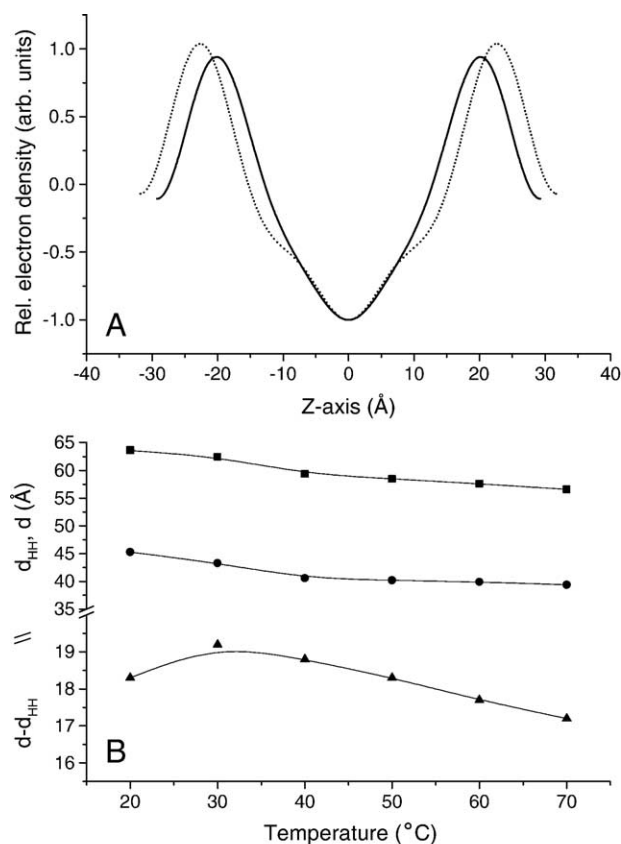 Rel. electron density (arb. units)
1.0
0.5
0.0
-0.5
-1.0
A
-40 -30 -20 -10 0 10 20 30 40
Z-axis (Å)
d-d_HH \\ d_HH, d (Å)
65
60
55
50
45
40
35
19
18
17
16
B
20 30 40 50 60 70
Temperature (°C)